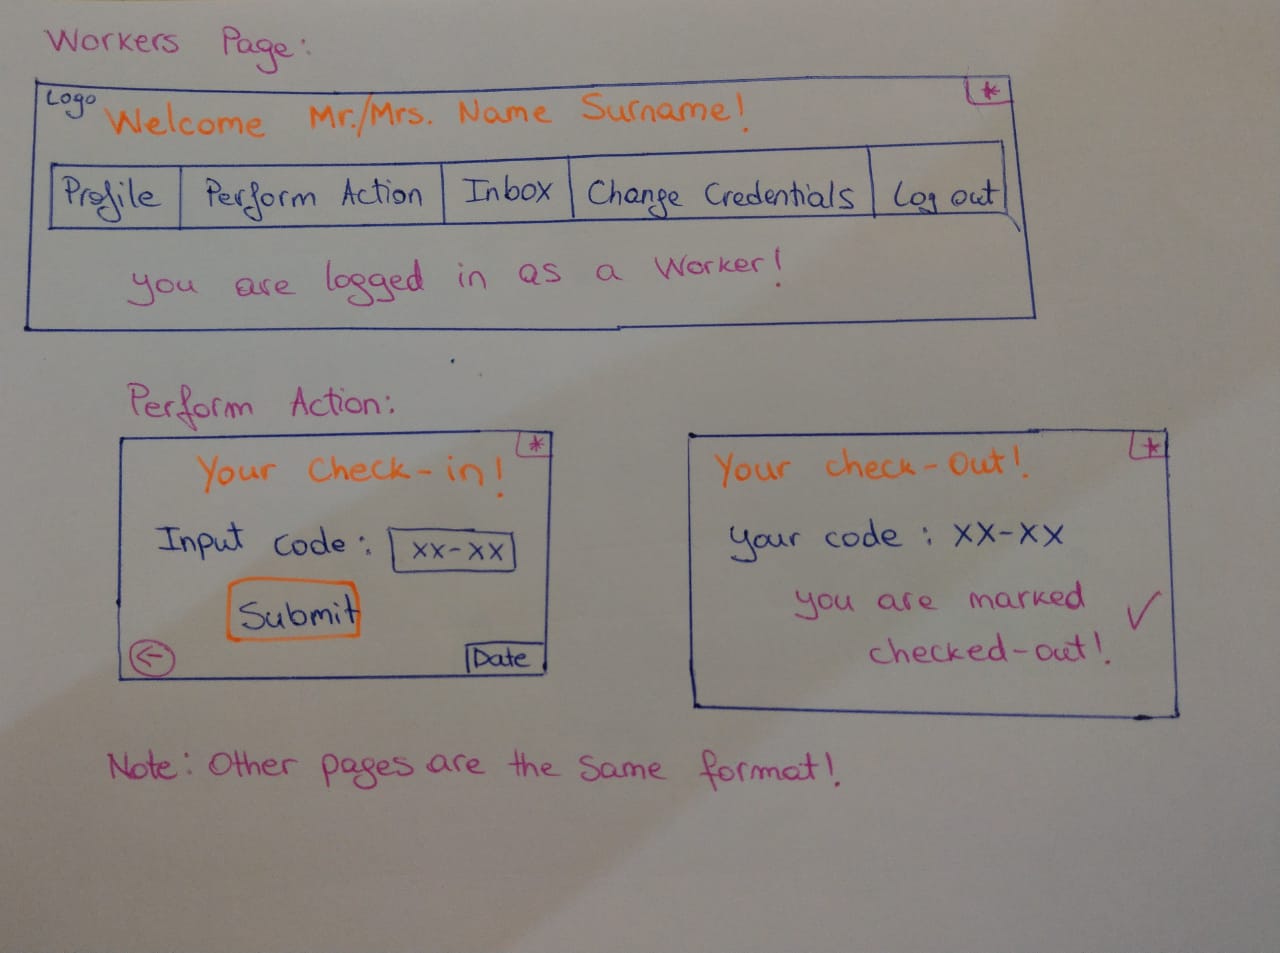 Workers Page:
Logo
Welcome Mr./Mrs. Name Surname! *
Profile Perform Action Inbox Change Credentials Log out
you are logged in as a Worker!
Perform Action:
*
Your Check-in!
Input code: xx-xx
Submit
← Date
*
Your check-Out!
your code : xx-xx
you are marked ✓
checked-out!
Note: Other pages are the same format!